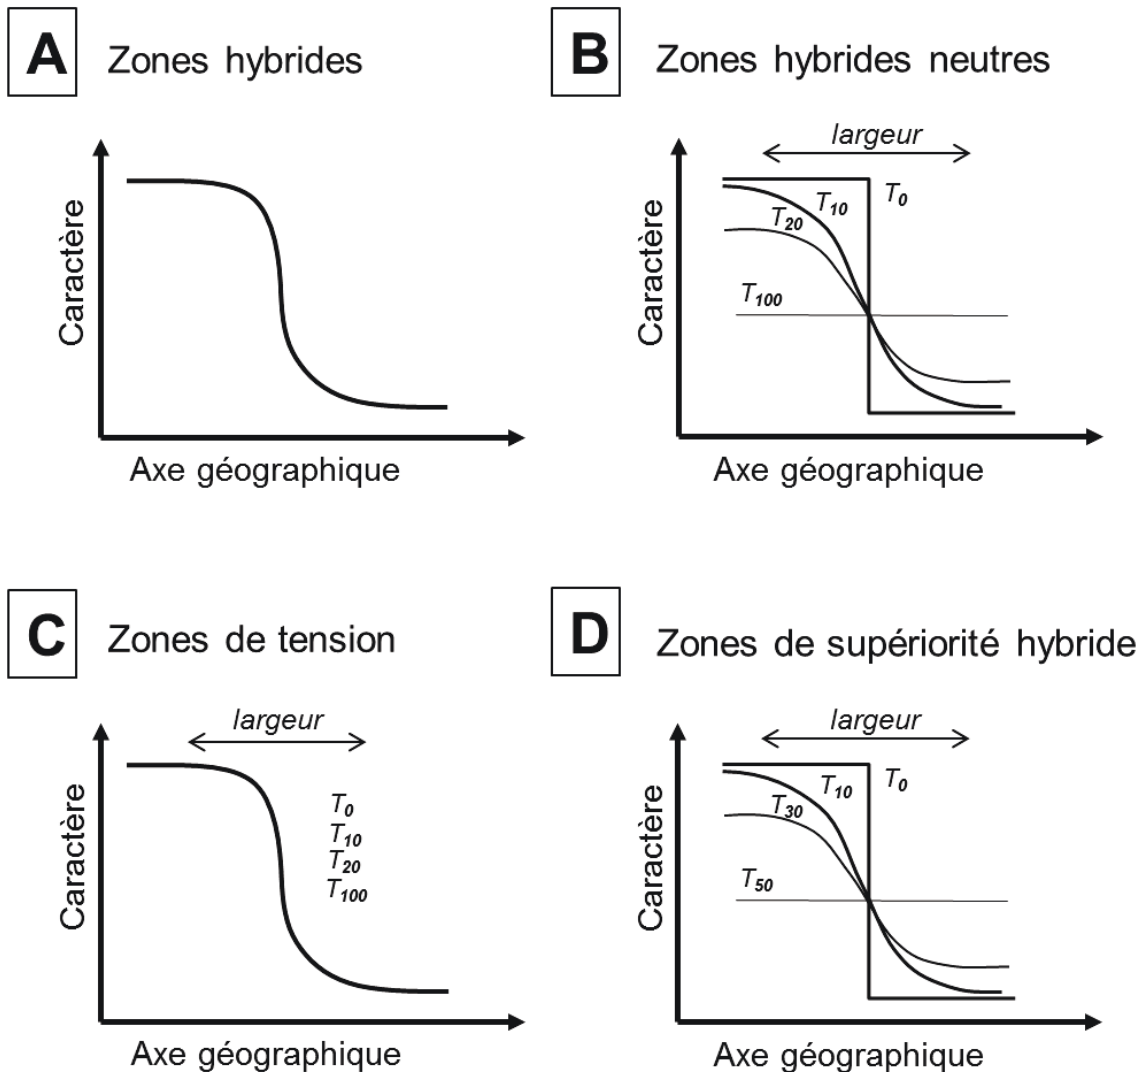 A Zones hybrides
Caractère
Axe géographique
B Zones hybrides neutres
largeur
T0
T10
T20
T100
Caractère
Axe géographique
C Zones de tension
largeur
T0
T10
T20
T100
Caractère
Axe géographique
D Zones de supériorité hybride
largeur
T0
T10
T30
T50
Caractère
Axe géographique